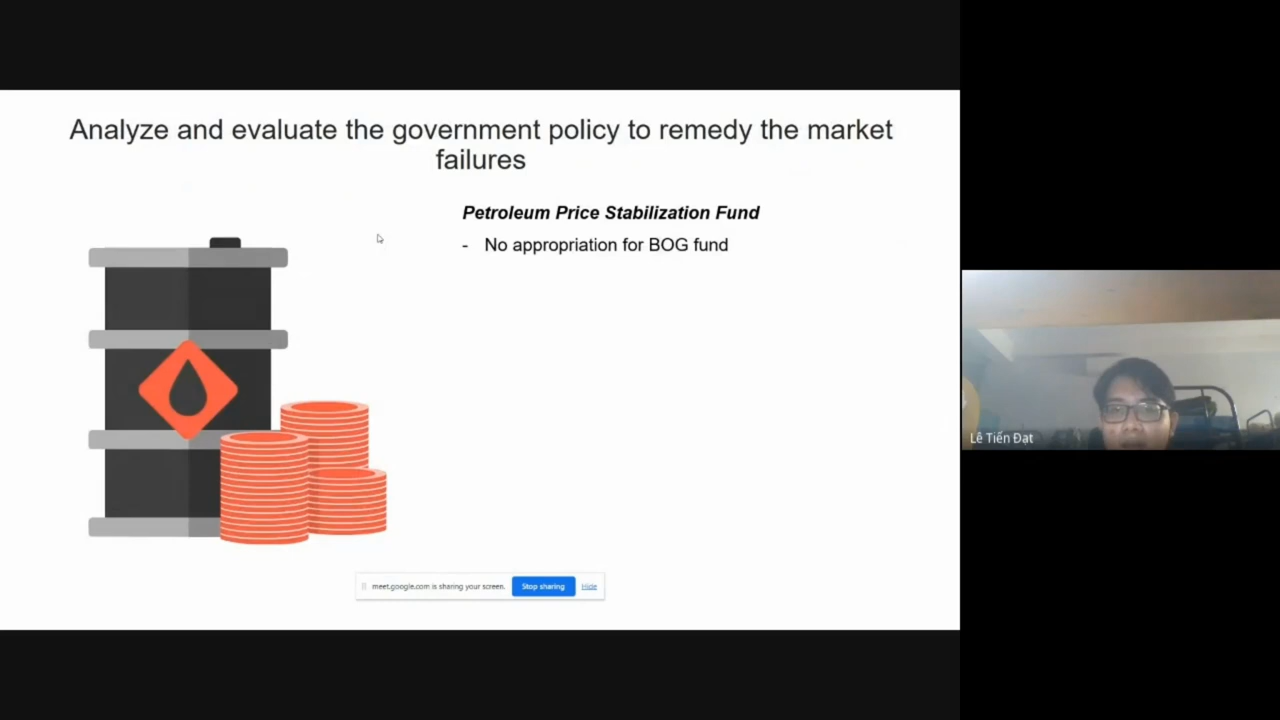 Analyze and evaluate the government policy to remedy the market
failures
Petroleum Price Stabilization Fund
- No appropriation for BOG fund
meet.google.com is sharing your screen.
Stop sharing
Hide
Lê Tiến Đạt